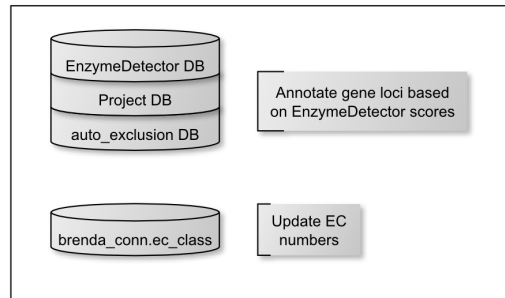 EnzymeDetector DB
Project DB
auto_exclusion DB
Annotate gene loci based
on EnzymeDetector scores
brenda_conn.ec_class
Update EC
numbers